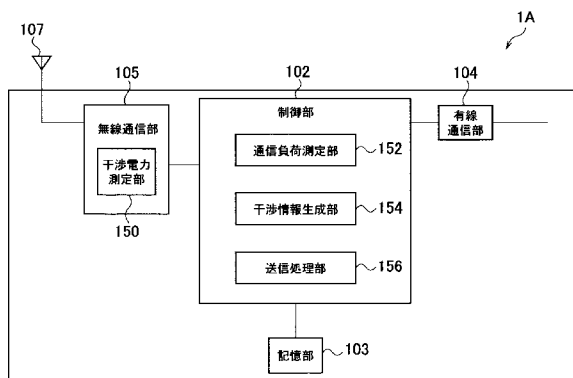 1A
107
105
102
104
無線通信部
制御部
有線
通信部
干渉電力
測定部
150
通信負荷測定部
152
干渉情報生成部
154
送信処理部
156
記憶部
103